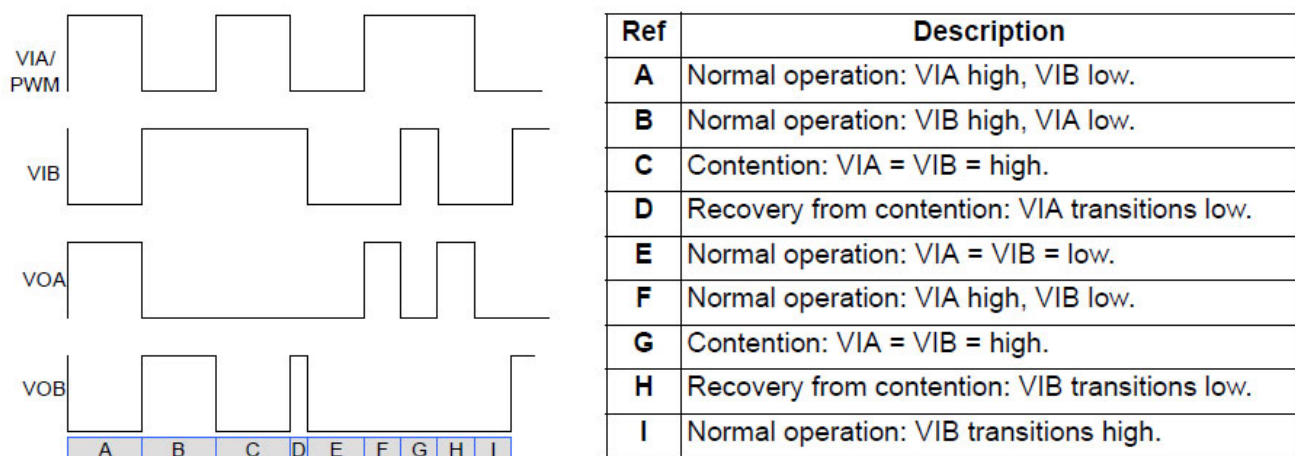 VIA/
PWM
VIB
VOA
VOB
A B C D E F G H I
Ref Description
A Normal operation: VIA high, VIB low.
B Normal operation: VIB high, VIA low.
C Contention: VIA = VIB = high.
D Recovery from contention: VIA transitions low.
E Normal operation: VIA = VIB = low.
F Normal operation: VIA high, VIB low.
G Contention: VIA = VIB = high.
H Recovery from contention: VIB transitions low.
I Normal operation: VIB transitions high.